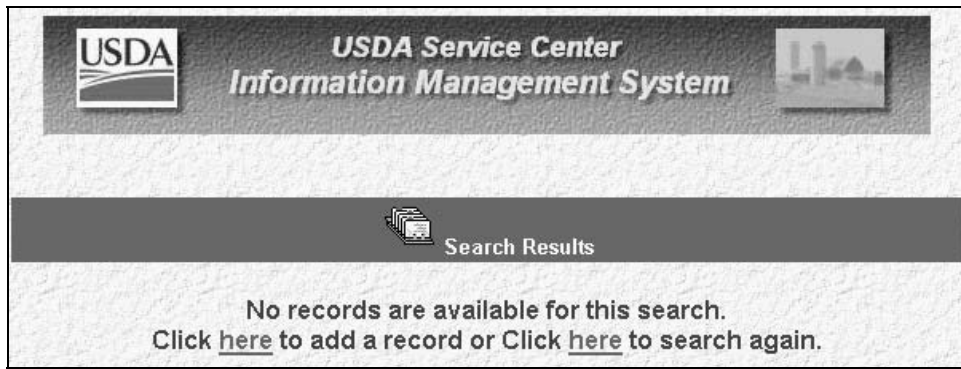 USDA
USDA Service Center
Information Management System
Search Results
No records are available for this search.
Click here to add a record or Click here to search again.